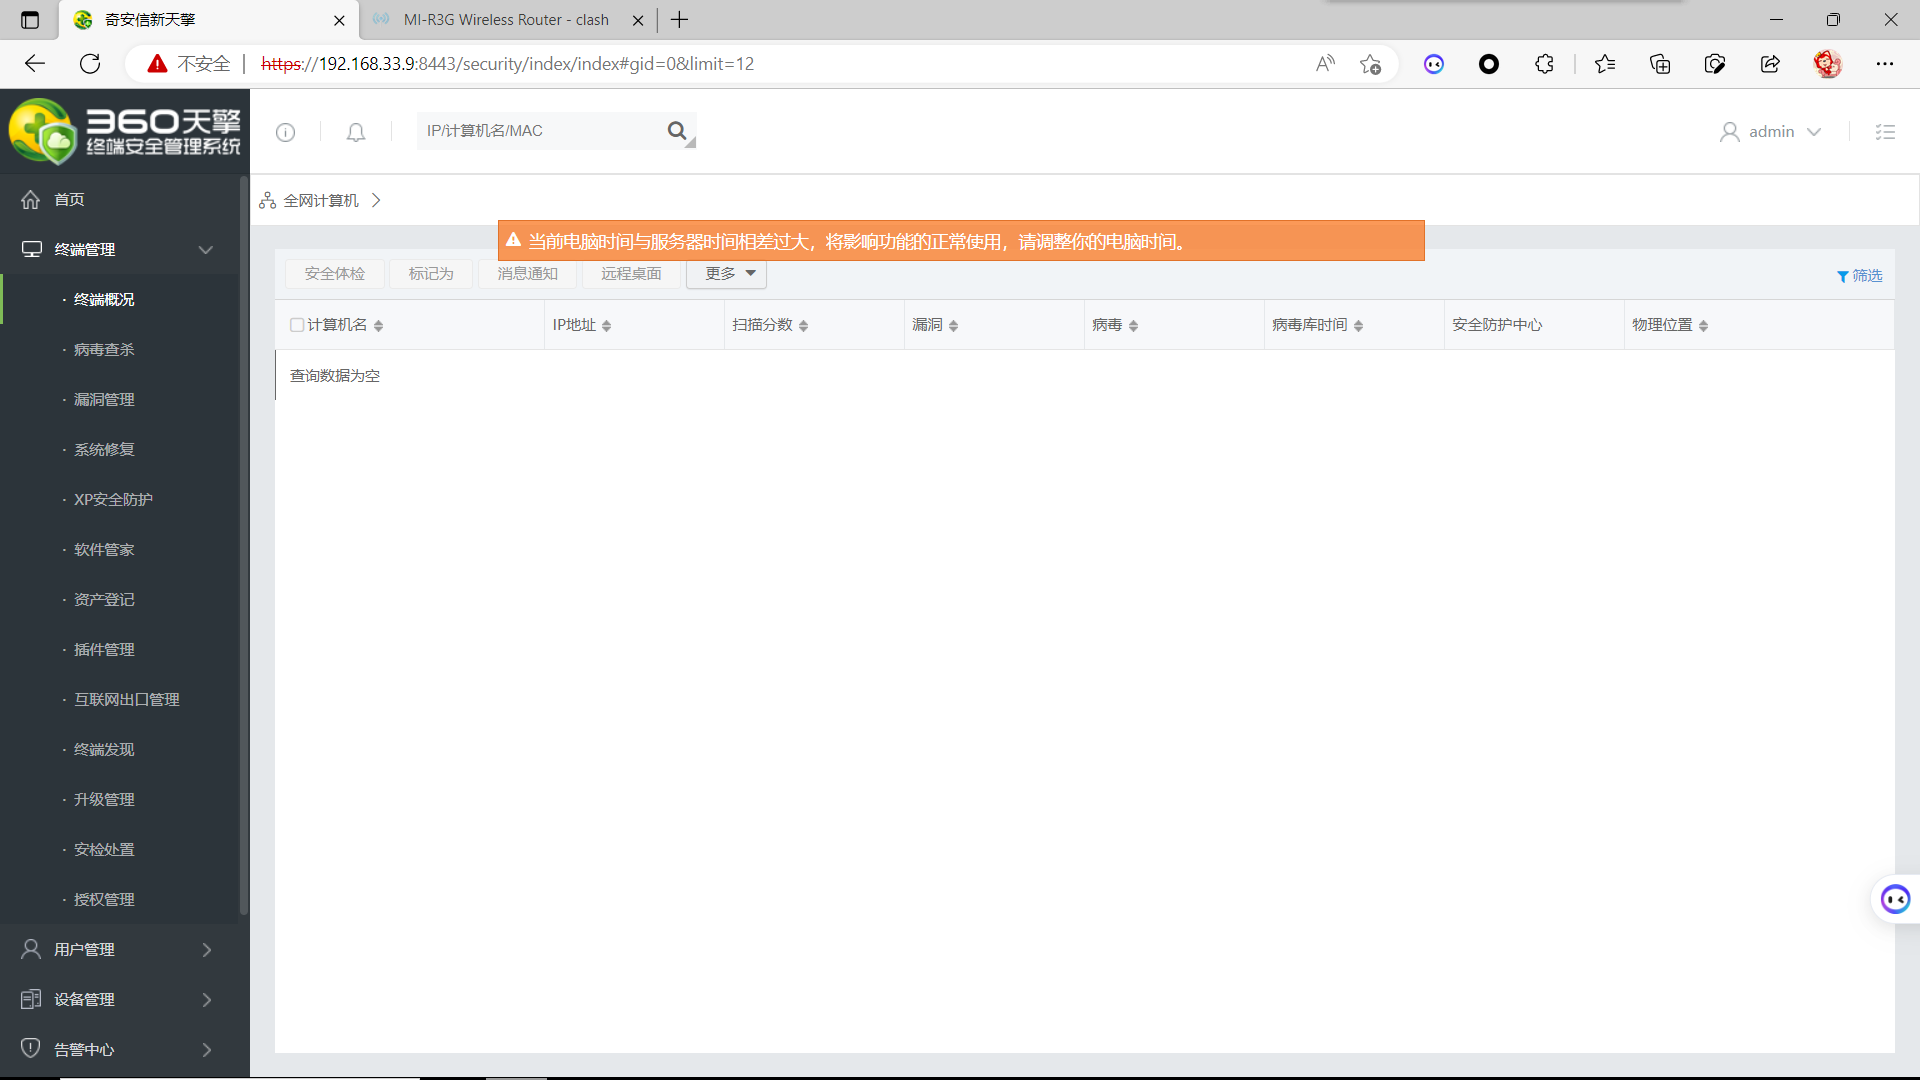 奇安信新天擎
MI-R3G Wireless Router - clash
不安全
https://192.168.33.9:8443/security/index/index#gid=0&limit=12
360天擎
终端安全管理系统
IP/计算机名/MAC
admin
首页
全网计算机
终端管理
当前电脑时间与服务器时间相差过大，将影响功能的正常使用，请调整你的电脑时间。
安全体检 标记为 消息通知 远程桌面 更多
筛选
· 终端概况
计算机名 IP地址 扫描分数 漏洞 病毒 病毒库时间 安全防护中心 物理位置
查询数据为空
· 病毒查杀
· 漏洞管理
· 系统修复
· XP安全防护
· 软件管家
· 资产登记
· 插件管理
· 互联网出口管理
· 终端发现
· 升级管理
· 安检处置
· 授权管理
用户管理
设备管理
告警中心